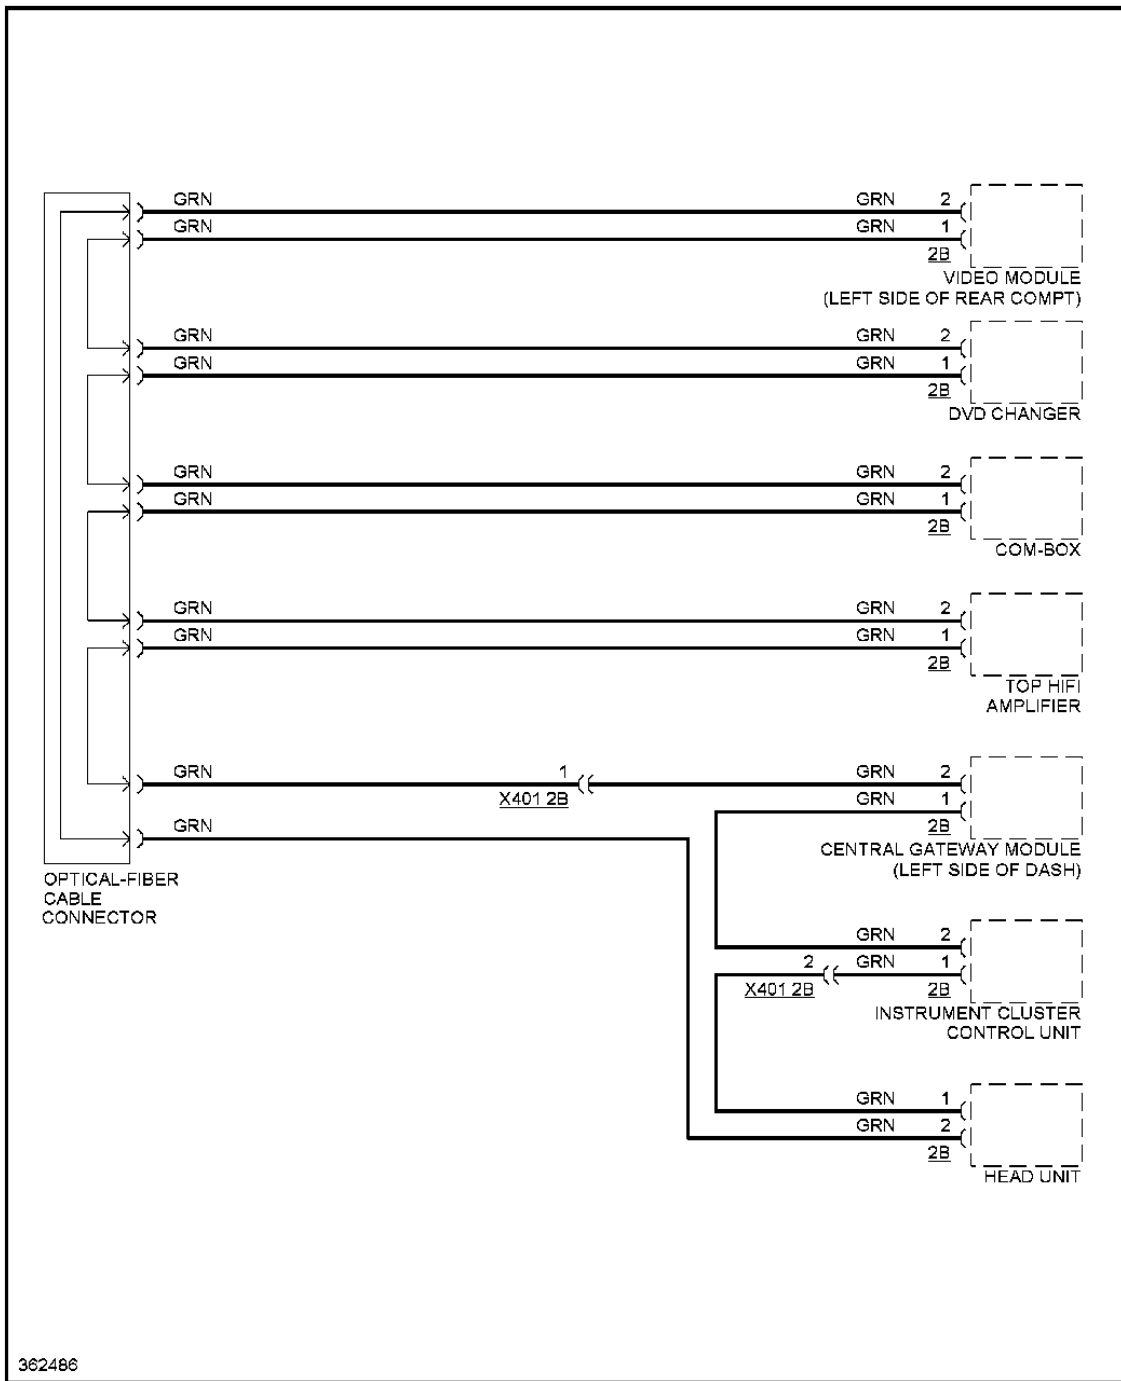 GRN GRN 2
GRN GRN 1
2B
VIDEO MODULE
(LEFT SIDE OF REAR COMPT)
GRN GRN 2
GRN GRN 1
2B
DVD CHANGER
GRN GRN 2
GRN GRN 1
2B
COM-BOX
GRN GRN 2
GRN GRN 1
2B
TOP HIFI
AMPLIFIER
GRN 1 GRN 2
X401 2B GRN 1
GRN 2B
CENTRAL GATEWAY MODULE
(LEFT SIDE OF DASH)
OPTICAL-FIBER
CABLE
CONNECTOR
GRN 2
2 GRN 1
X401 2B 2B
INSTRUMENT CLUSTER
CONTROL UNIT
GRN 1
GRN 2
2B
HEAD UNIT
362486